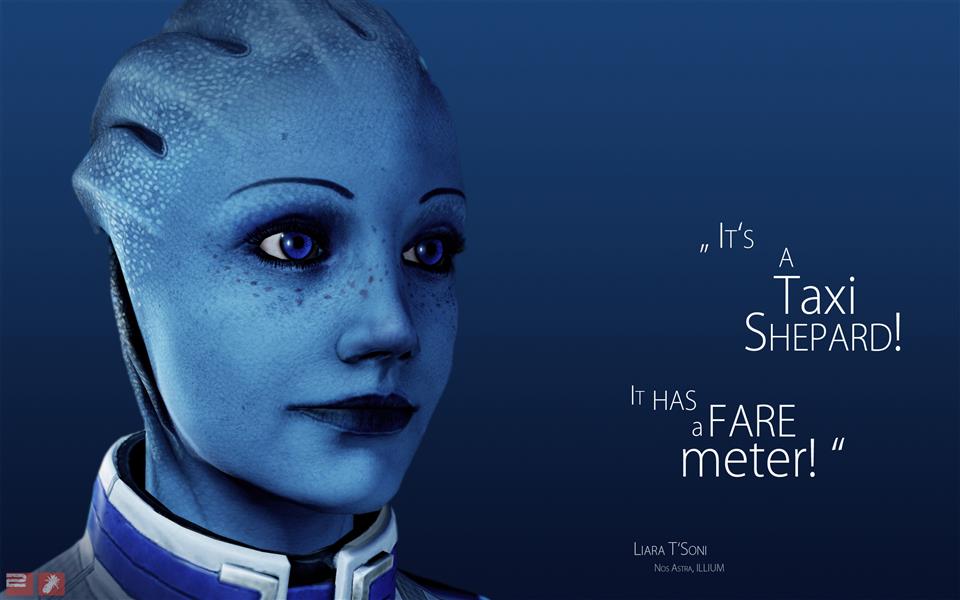 „ It‘s
a
Taxi
Shepard!
It has
a FARE
meter! “
Liara T‘Soni
Nos Astra, ILLIUM